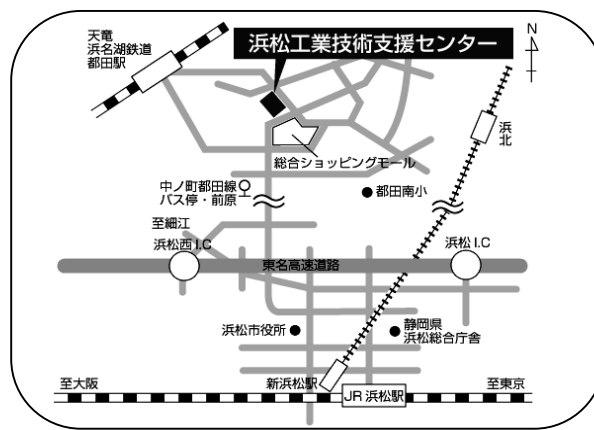 天竜
浜名湖鉄道
都田駅
浜松工業技術支援センター
N
浜北
総合ショッピングモール
中ノ町都田線
バス停・前原
都田南小
至細江
浜松西I.C
浜松I.C
東名高速道路
浜松市役所
静岡県
浜松総合庁舎
至大阪
新浜松駅
JR浜松駅
至東京